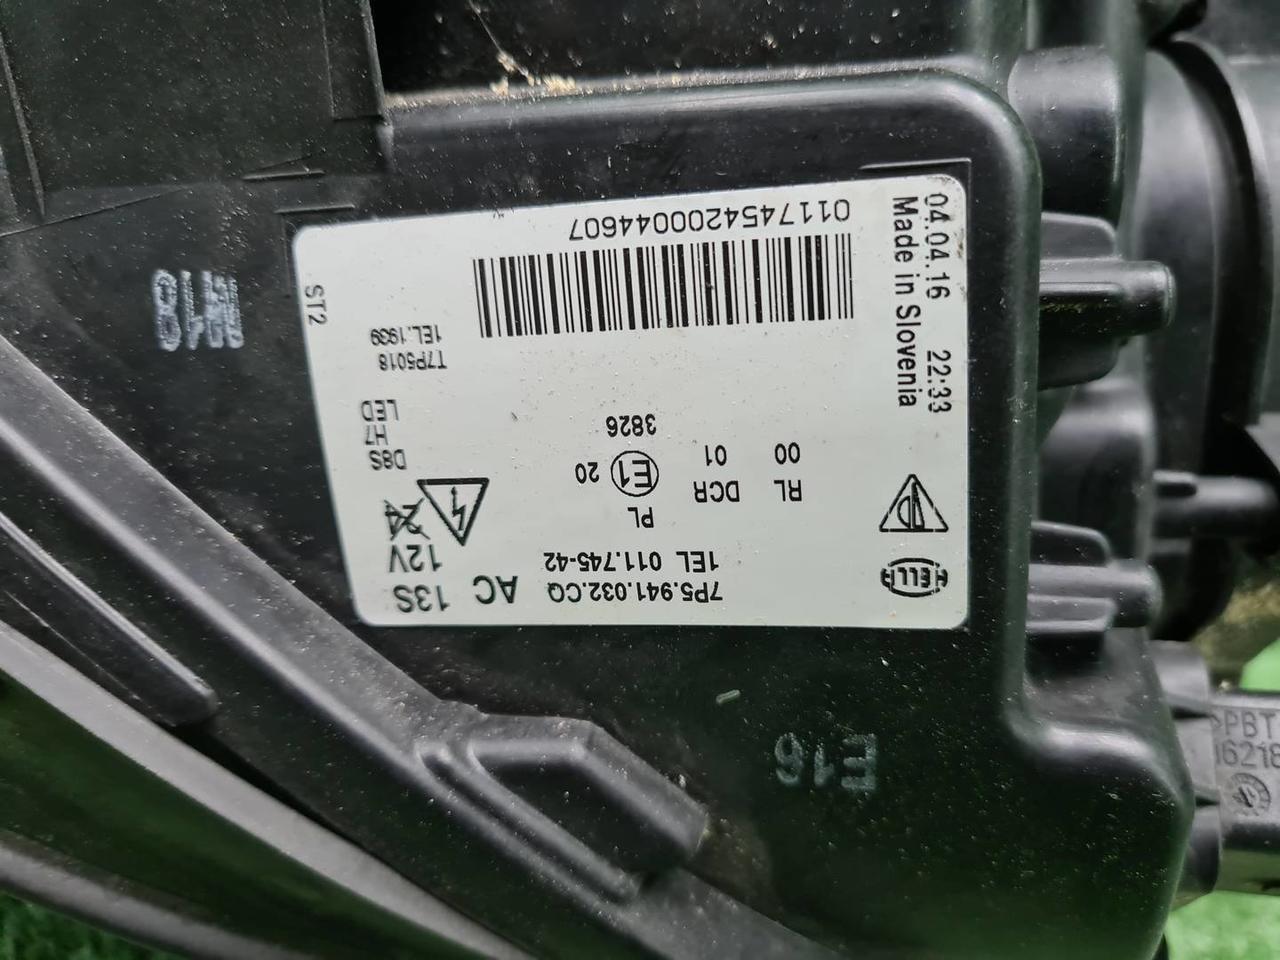 7P5.941.032.CQ AC 13S
1EL 011.745-42 12V
24
PL
RL DCR E1 20
00 01
3826
D8S
H7
LED
T7P5018
1EL.1939
01174542000044607
HELLA
04.04.16 22:33
Made in Slovenia
ST2
E16
>PBT
16218